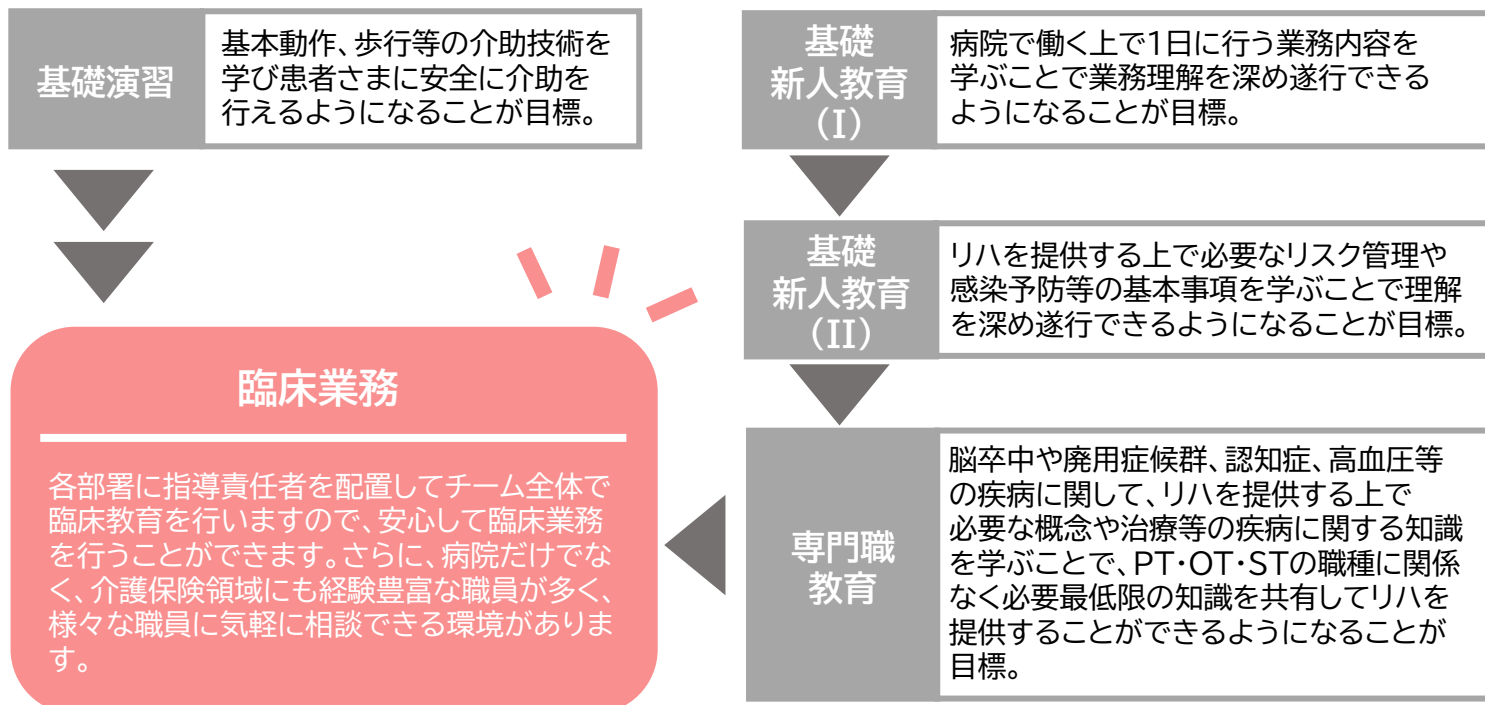 基礎演習
基本動作、歩行等の介助技術を
学び患者さまに安全に介助を
行えるようになることが目標。
基礎
新人教育
（I）
病院で働く上で1日に行う業務内容を
学ぶことで業務理解を深め遂行できる
ようになることが目標。
基礎
新人教育
（II）
リハを提供する上で必要なリスク管理や
感染予防等の基本事項を学ぶことで理解
を深め遂行できるようになることが目標。
専門職
教育
脳卒中や廃用症候群、認知症、高血圧等
の疾病に関して、リハを提供する上で
必要な概念や治療等の疾病に関する知識
を学ぶことで、PT・OT・STの職種に関係
なく必要最低限の知識を共有してリハを
提供することができるようになることが
目標。
臨床業務
各部署に指導責任者を配置してチーム全体で
臨床教育を行いますので、安心して臨床業務
を行うことができます。さらに、病院だけでな
く、介護保険領域にも経験豊富な職員が多く、
様々な職員に気軽に相談できる環境がありま
す。